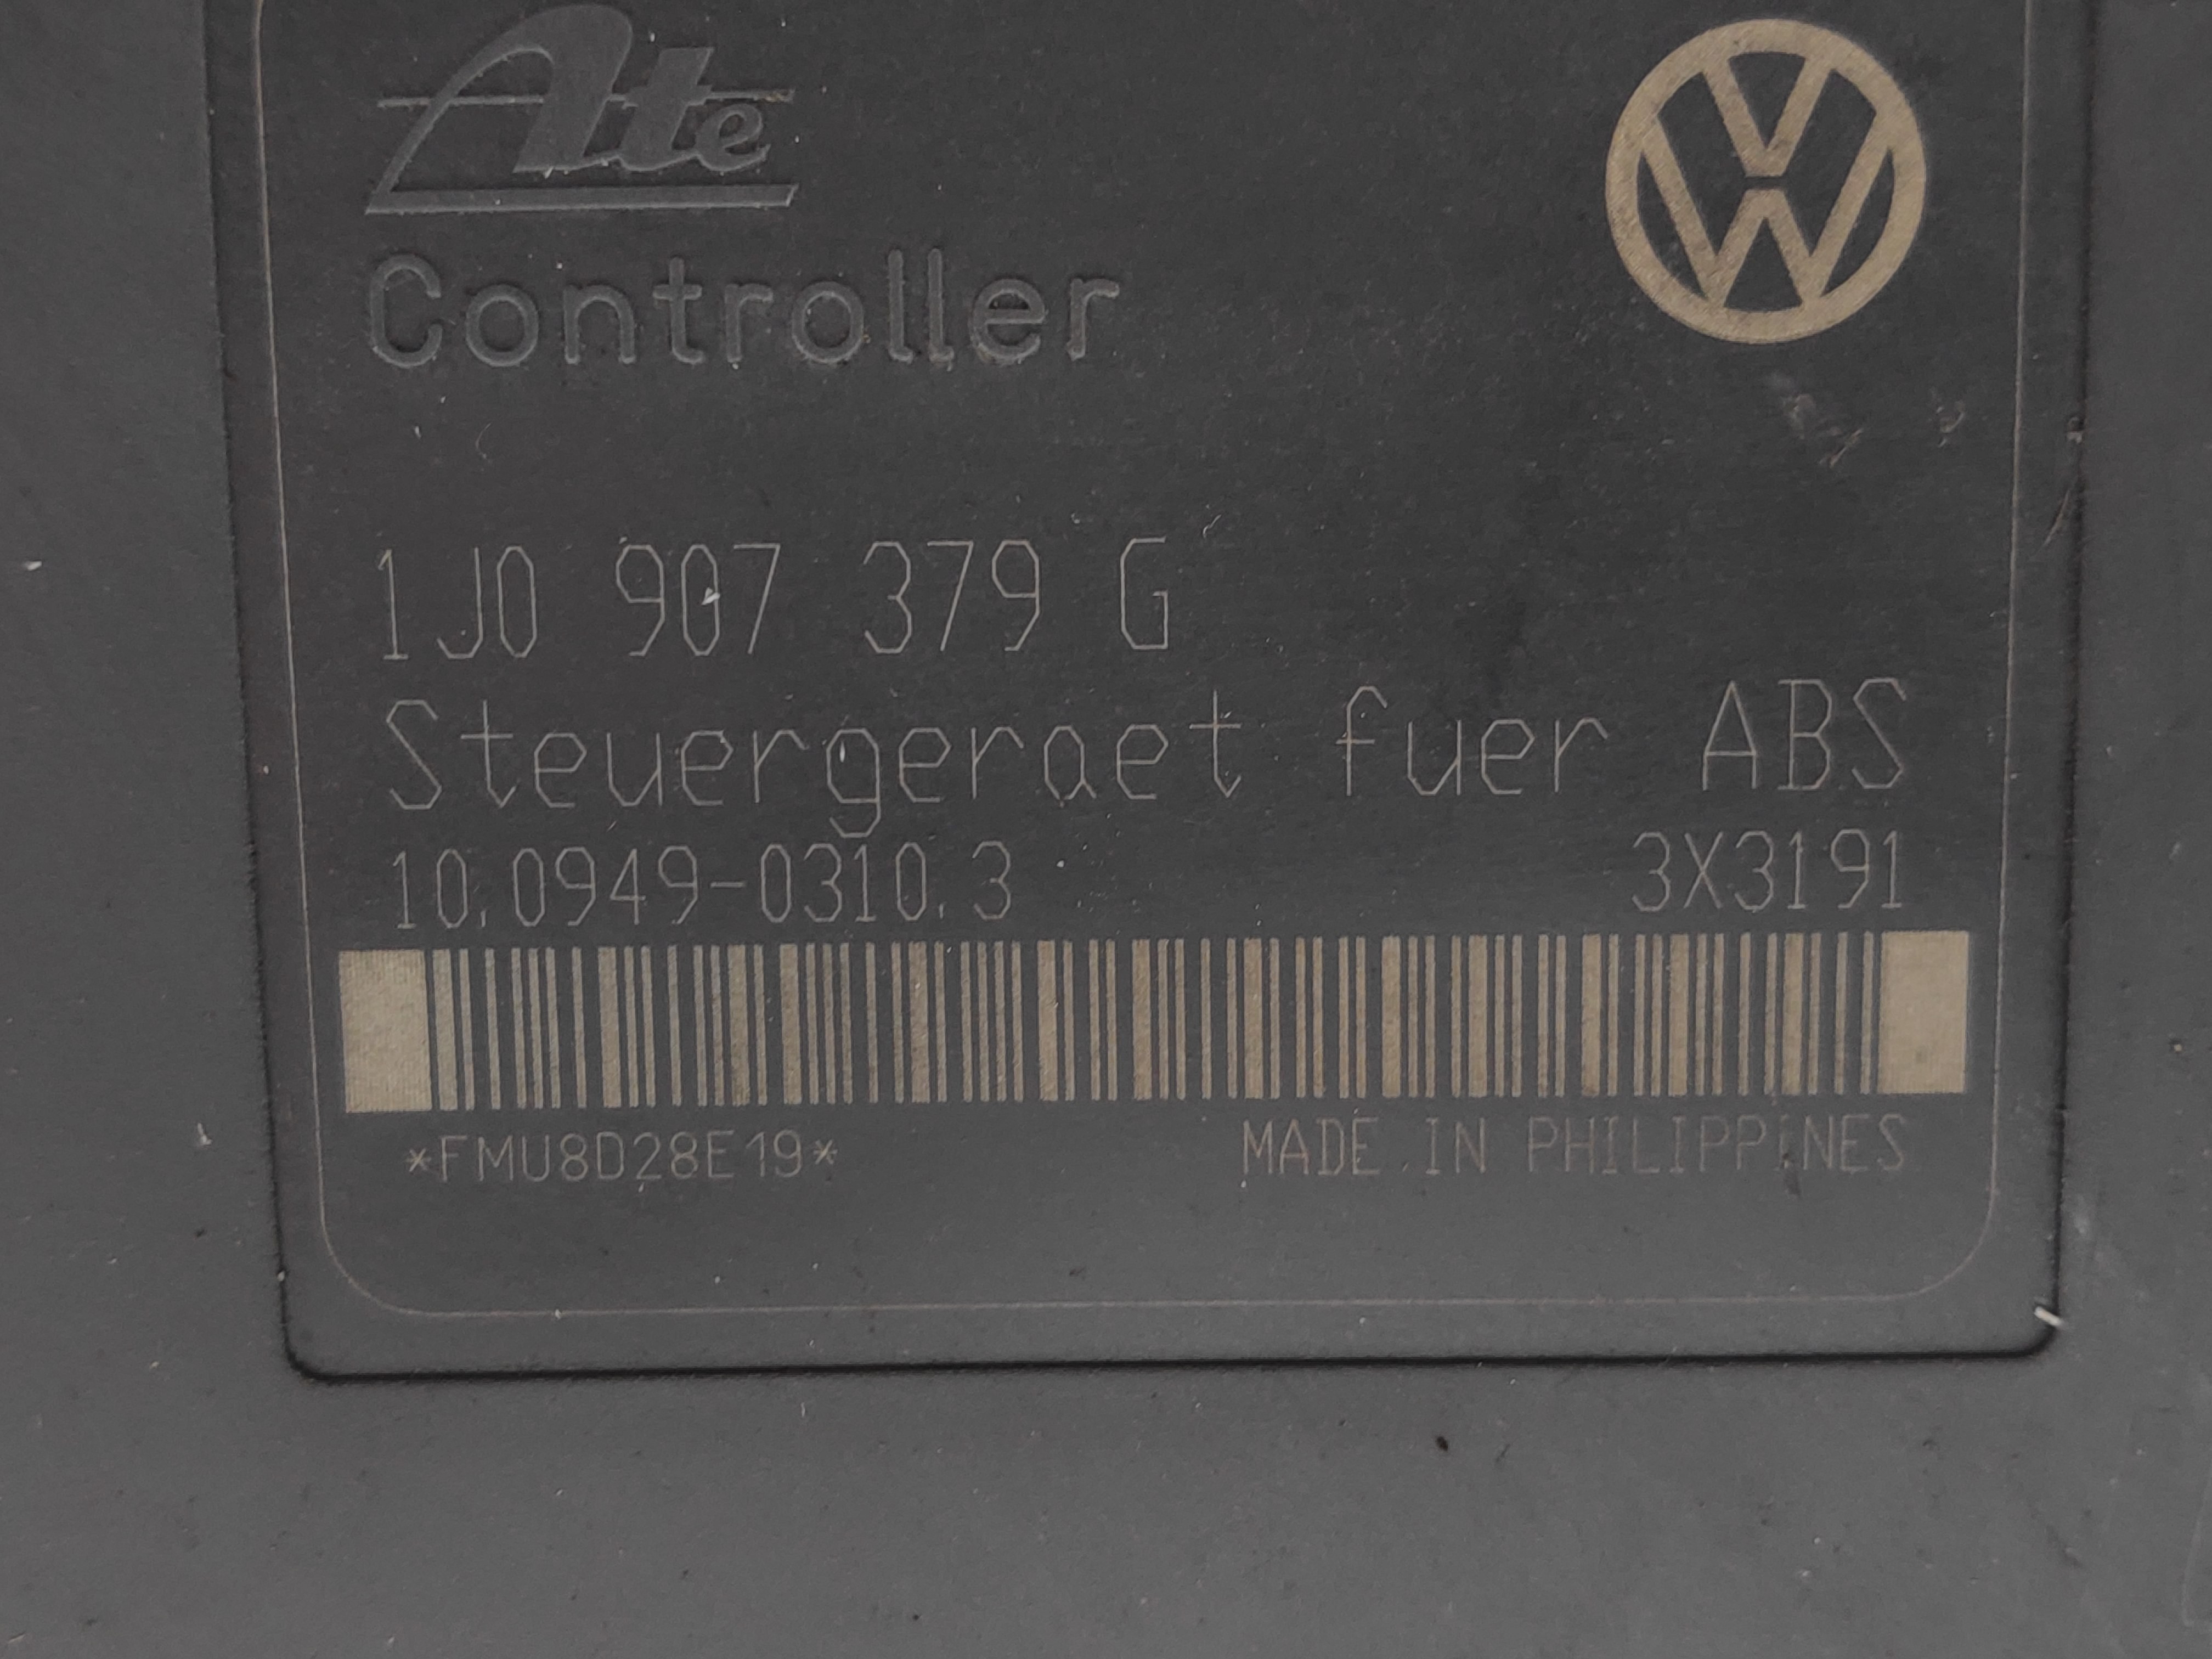 Ate
Controller
1J0 907 379 G
Steuergeraet fuer ABS
10.0949-0310.3 3X3191
*FMU8D28E19*
MADE IN PHILIPPINES